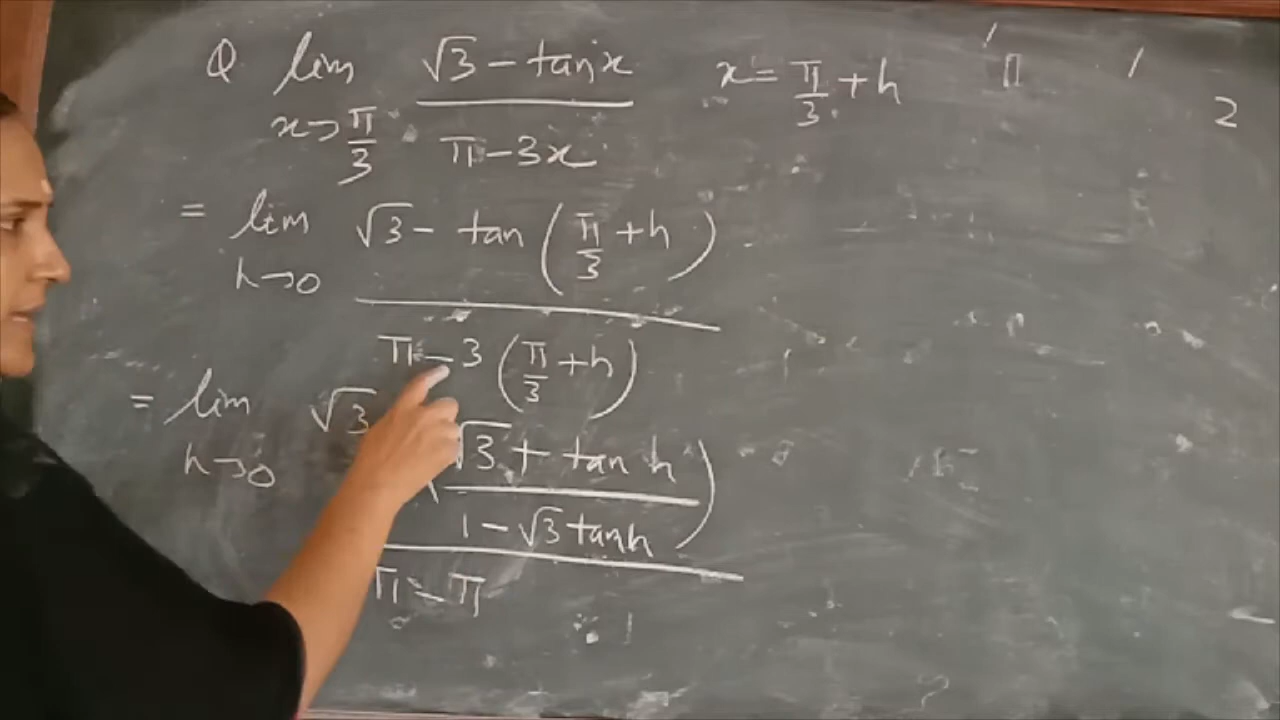 Q lim √3 - tan x x = π/3 + h Π
x→π/3 π - 3x 2
= lim √3 - tan (π/3 + h)
h→0 π - 3 (π/3 + h)
= lim √3 (√3 + tan h
h→0 1 - √3 tan h)
π - π